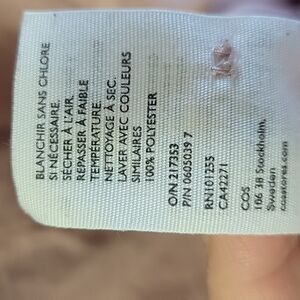 BLANCHIR SANS CHLORE
SI NÉCESSAIRE.
SÉCHER À L'AIR.
REPASSER À FAIBLE
TEMPÉRATURE.
NETTOYAGE À SEC.
LAVER AVEC COULEURS
SIMILAIRES
100% POLYESTER
O/N 217353
P/N 0605039 7
RN101255
CA42271
COS
106 38 Stockholm,
Sweden
cosstores.com